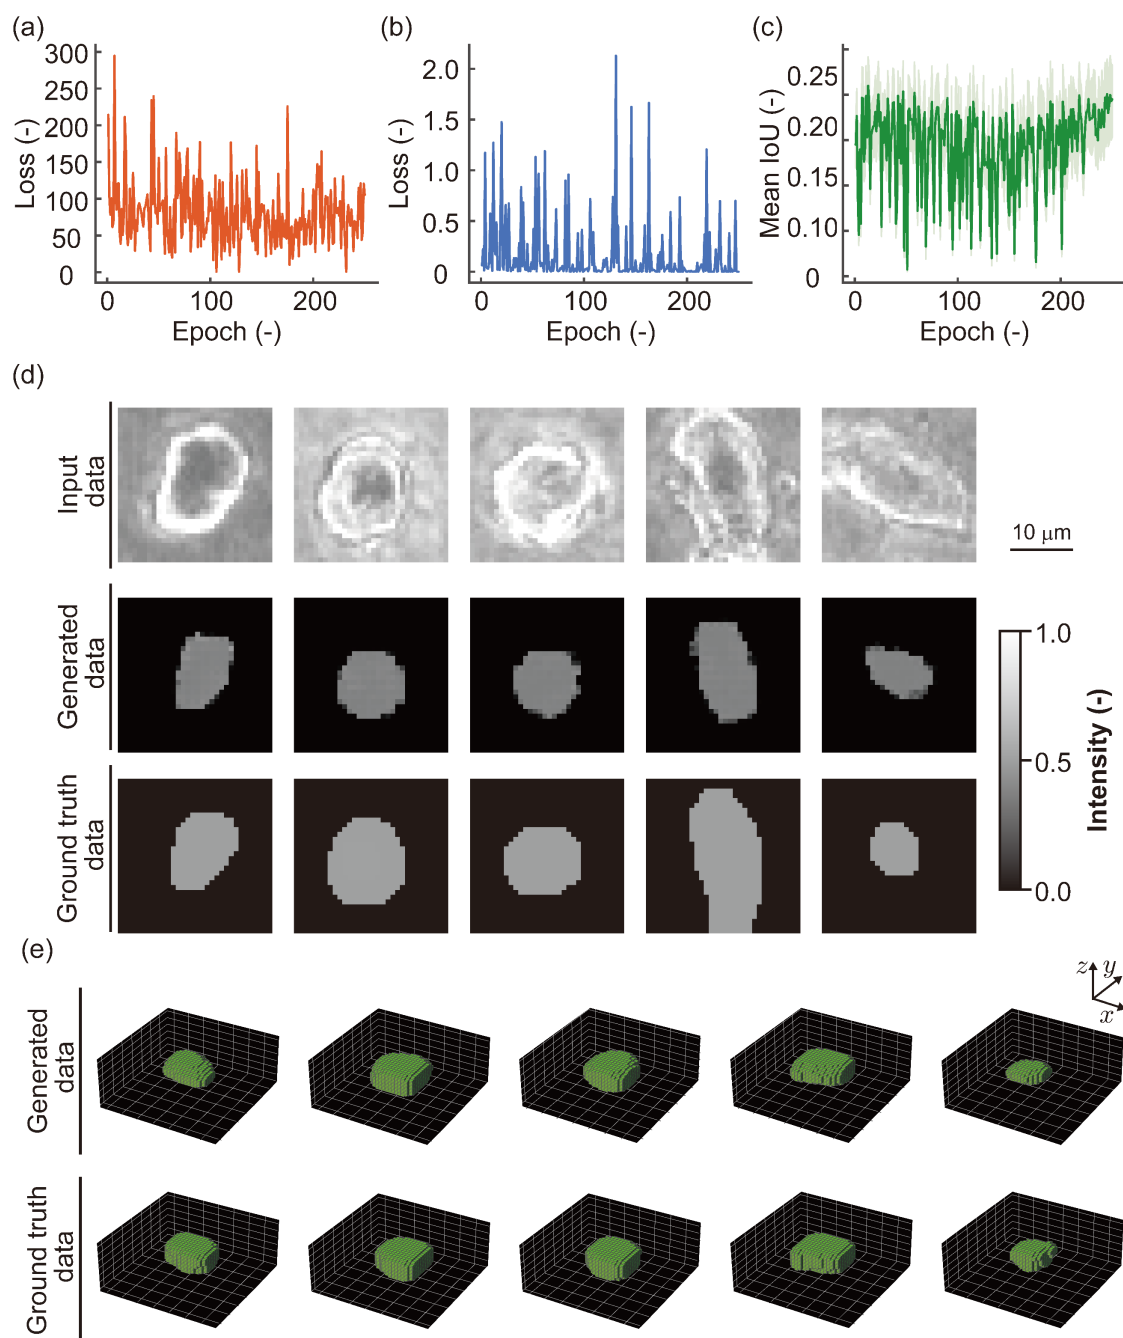 (a)
300
250
200
150
100
50
0
Loss (-)
0 100 200
Epoch (-)
(b)
2.0
1.5
1.0
0.5
0
Loss (-)
0 100 200
Epoch (-)
(c)
0.25
0.20
0.15
0.10
0
Mean IoU (-)
0 100 200
Epoch (-)
(d)
Input
data
10 μm
Generated
data
Ground truth
data
1.0
0.5
0.0
Intensity (-)
(e)
z y
x
Generated
data
Ground truth
data